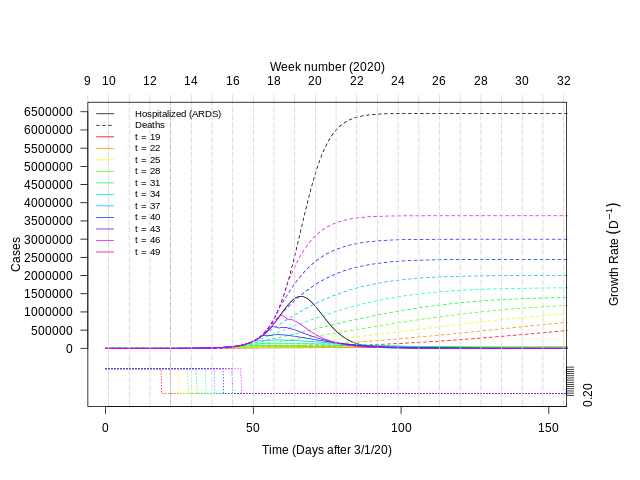 Week number (2020)
9 10 12 14 16 18 20 22 24 26 28 30 32
6500000
6000000
5500000
5000000
4500000
4000000
3500000
3000000
2500000
2000000
1500000
1000000
500000
0
Cases
Hospitalized (ARDS)
Deaths
t = 19
t = 22
t = 25
t = 28
t = 31
t = 34
t = 37
t = 40
t = 43
t = 46
t = 49
Growth Rate (D⁻¹)
0.20
0 50 100 150
Time (Days after 3/1/20)